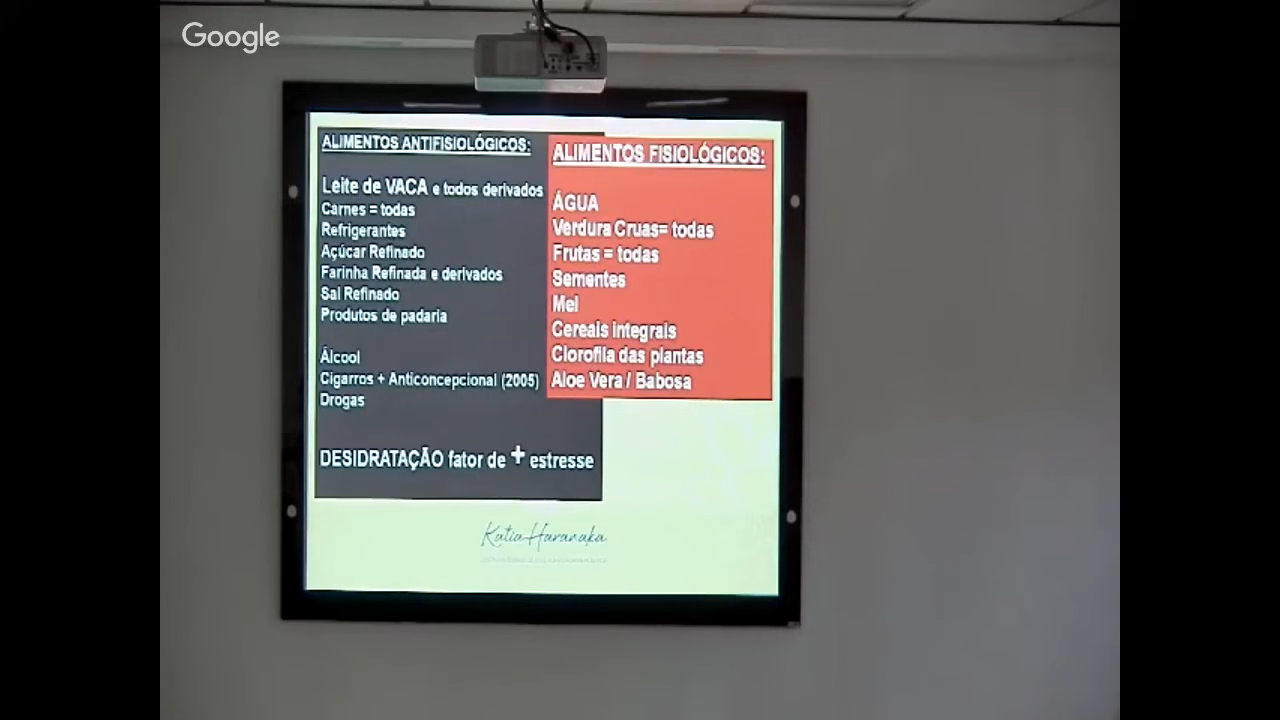 Google
ALIMENTOS ANTIFISIOLÓGICOS:
Leite de VACA e todos derivados
Carnes = todas
Refrigerantes
Açúcar Refinado
Farinha Refinada e derivados
Sal Refinado
Produtos de padaria
Álcool
Cigarros + Anticoncepcional (2005)
Drogas
DESIDRATAÇÃO fator de + estresse
ALIMENTOS FISIOLÓGICOS:
ÁGUA
Verdura Cruas= todas
Frutas = todas
Sementes
Mel
Cereais integrais
Clorofila das plantas
Aloe Vera / Babosa
Katia Haranaka